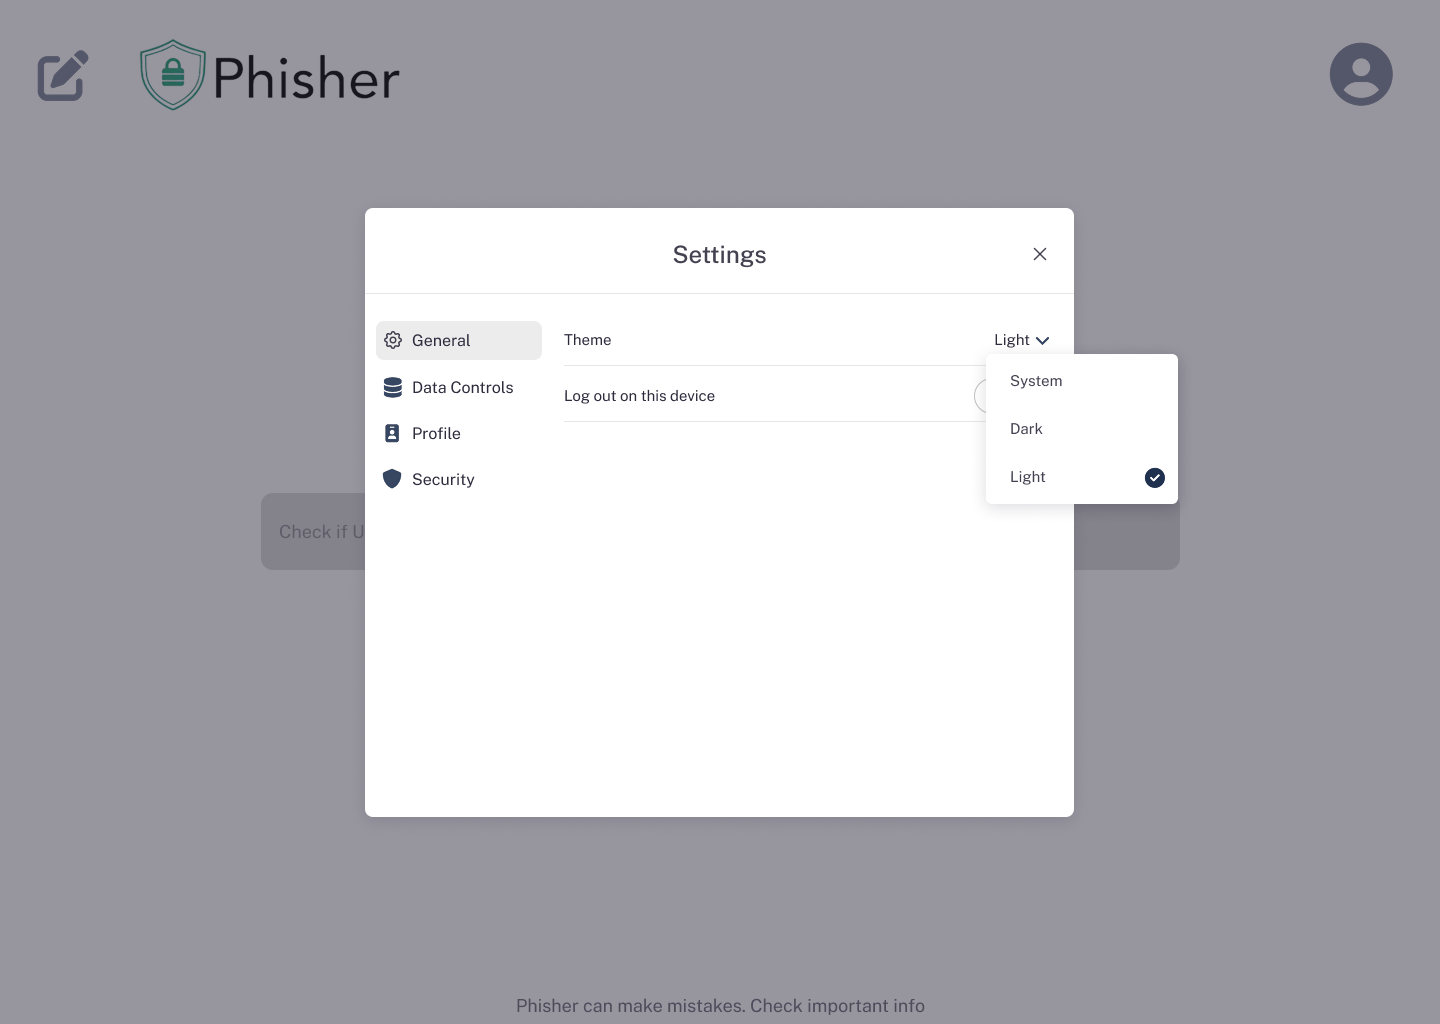 Phisher
Settings
General
Data Controls
Profile
Security
Theme
Light
Log out on this device
System
Dark
Light
Check if
Phisher can make mistakes. Check important info